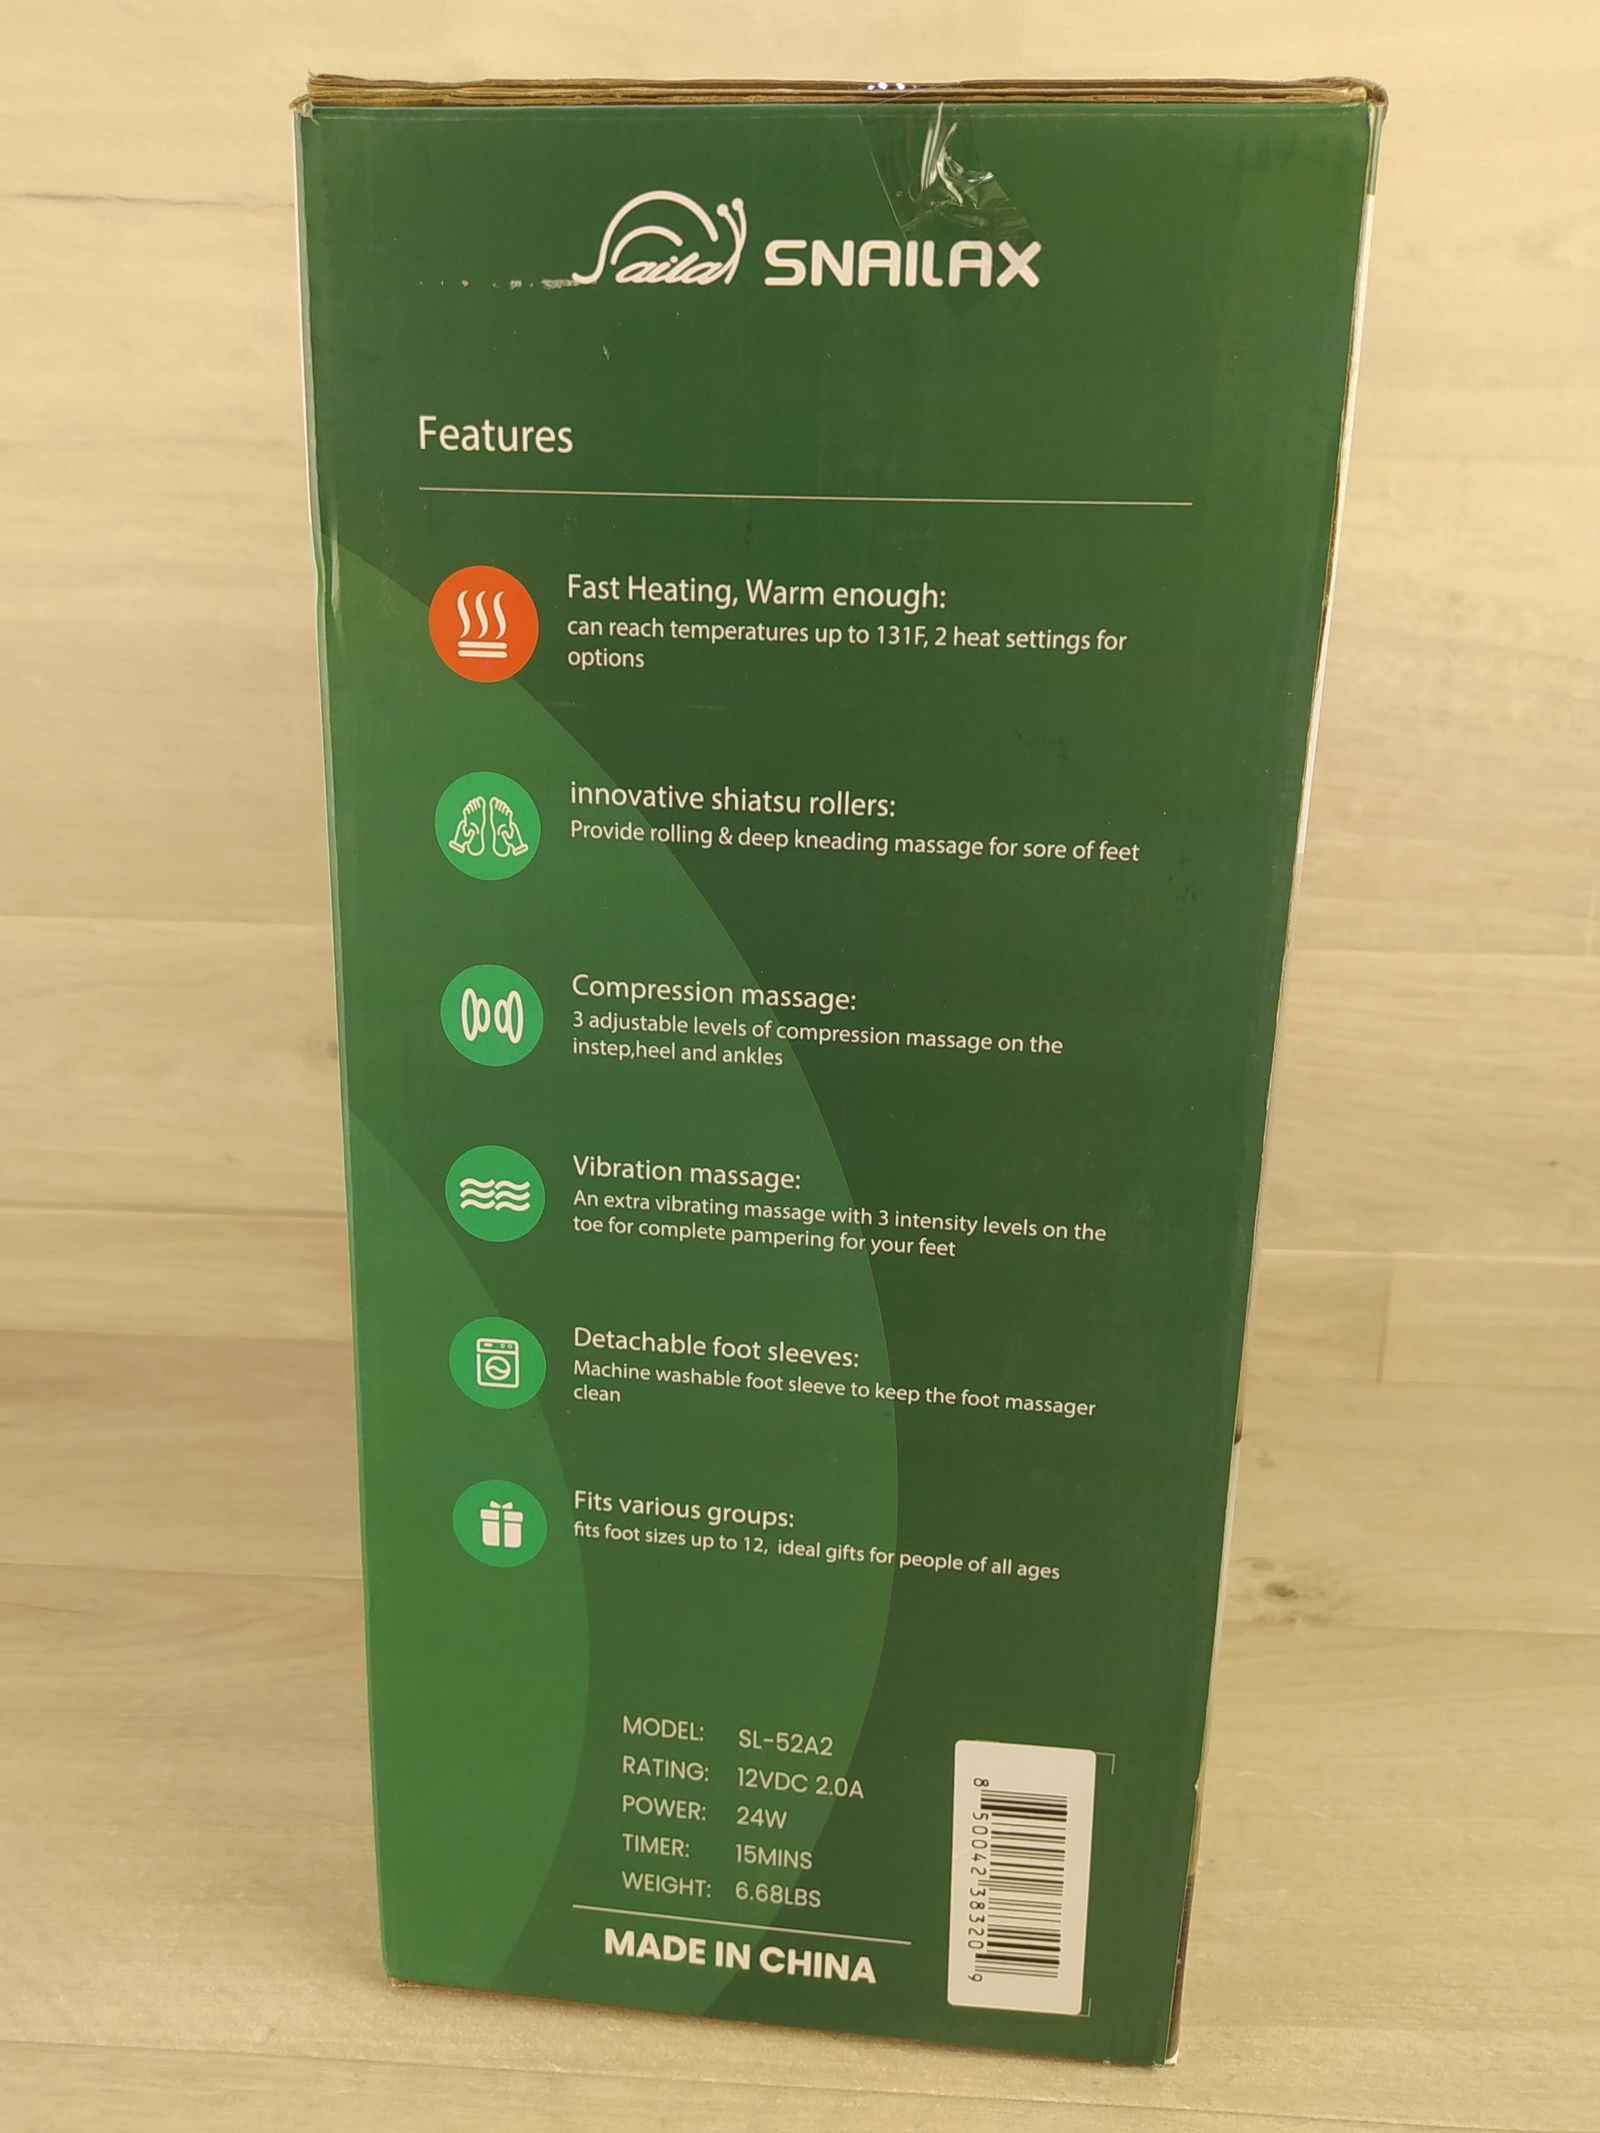 Snailax SNAILAX
Features
Fast Heating, Warm enough:
can reach temperatures up to 131F, 2 heat settings for
options
innovative shiatsu rollers:
Provide rolling & deep kneading massage for sore of feet
Compression massage:
3 adjustable levels of compression massage on the
instep,heel and ankles
Vibration massage:
An extra vibrating massage with 3 intensity levels on the
toe for complete pampering for your feet
Detachable foot sleeves:
Machine washable foot sleeve to keep the foot massager
clean
Fits various groups:
fits foot sizes up to 12, ideal gifts for people of all ages
MODEL: SL-52A2
RATING: 12VDC 2.0A
POWER: 24W
TIMER: 15MINS
WEIGHT: 6.68LBS
MADE IN CHINA
8 50042 38320 9